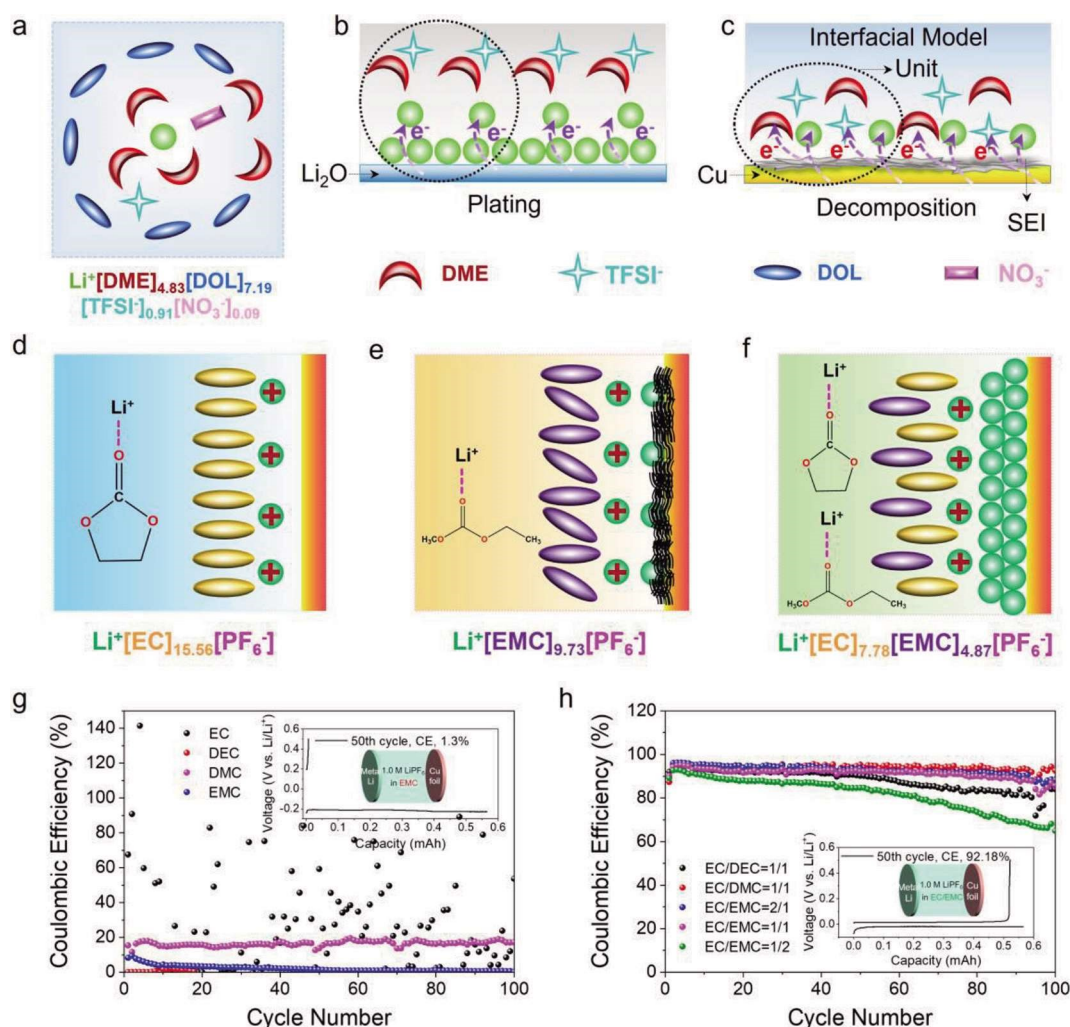 a
Li⁺[DME]₄.₈₃[DOL]₇.₁₉
[TFSI⁻]₀.₉₁[NO₃⁻]₀.₀₉
b
e⁻
e⁻
e⁻
e⁻
Li₂O
Plating
c
Interfacial Model
Unit
e⁻
e⁻
e⁻
e⁻
Cu
Decomposition
SEI
DME
TFSI⁻
DOL
NO₃⁻
d
Li⁺
O
C
O
O
Li⁺[EC]₁₅.₅₆[PF₆⁻]
e
Li⁺
O
H₃C
O
O
CH₃
Li⁺[EMC]₉.₇₃[PF₆⁻]
f
Li⁺
O
C
O
O
Li⁺
O
H₃C
O
O
CH₃
Li⁺[EC]₇.₇₈[EMC]₄.₈₇[PF₆⁻]
g
Coulombic Efficiency (%)
140
120
100
80
60
40
20
0
EC
DEC
DMC
EMC
Voltage (V vs. Li/Li⁺)
0.4
0.2
0.0
-0.2
50th cycle, CE, 1.3%
Meta
Li
1.0 M LiPF₆
in EMC
Cu
foil
0.0 0.1 0.2 0.3 0.4 0.5 0.6
Capacity (mAh)
0 20 40 60 80 100
Cycle Number
h
Coulombic Efficiency (%)
120
100
80
60
40
20
0
EC/DEC=1/1
EC/DMC=1/1
EC/EMC=2/1
EC/EMC=1/1
EC/EMC=1/2
Voltage (V vs. Li/Li⁺)
0.6
0.4
0.2
0.0
50th cycle, CE, 92.18%
Meta
Li
1.0 M LiPF₆
in EC/EMC
Cu
foil
0.0 0.1 0.2 0.3 0.4 0.5 0.6
Capacity (mAh)
0 20 40 60 80 100
Cycle Number